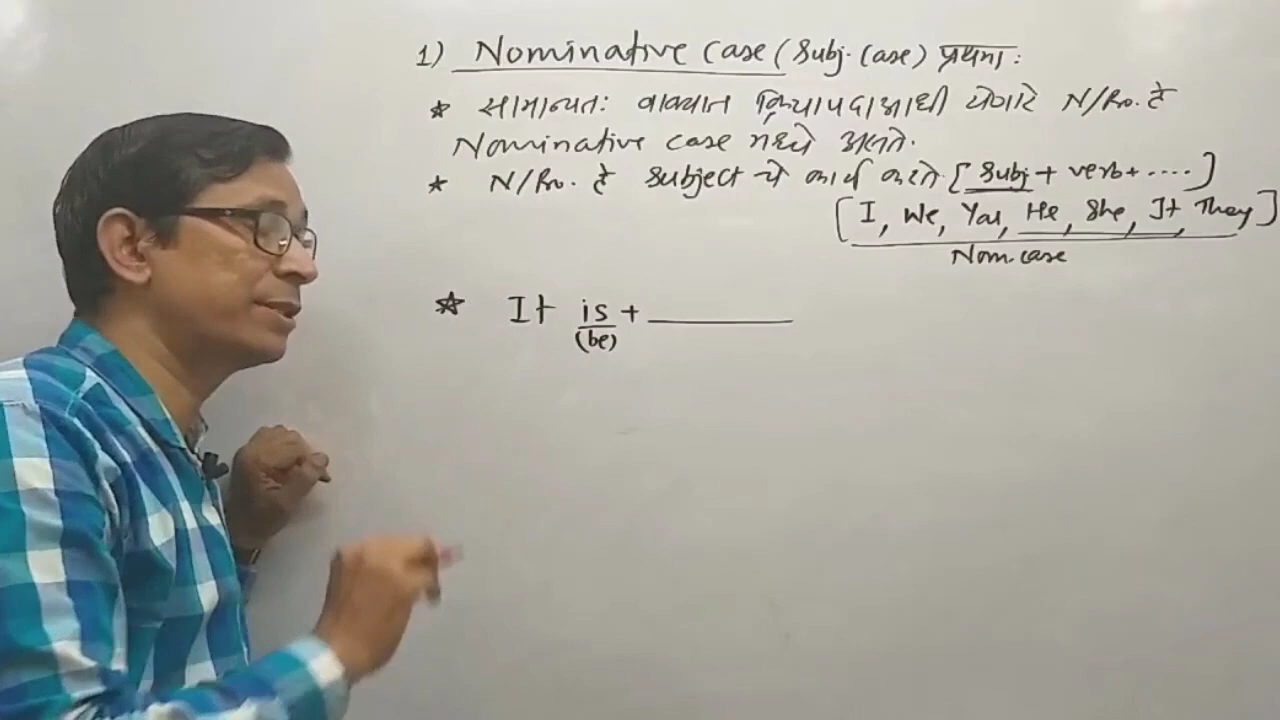 1) Nominative Case (Subj. Case) प्रथमा:
* सामान्यतः वाक्यात क्रियापदाआधी येणारे N/Pro. हे
Nominative case मध्ये असते.
* N/Pro. हे Subject चे कार्य करते [Subj + verb + ....]
[I, We, You, He, She, It, They]
Nom. case
☆ It is + ________
(be)